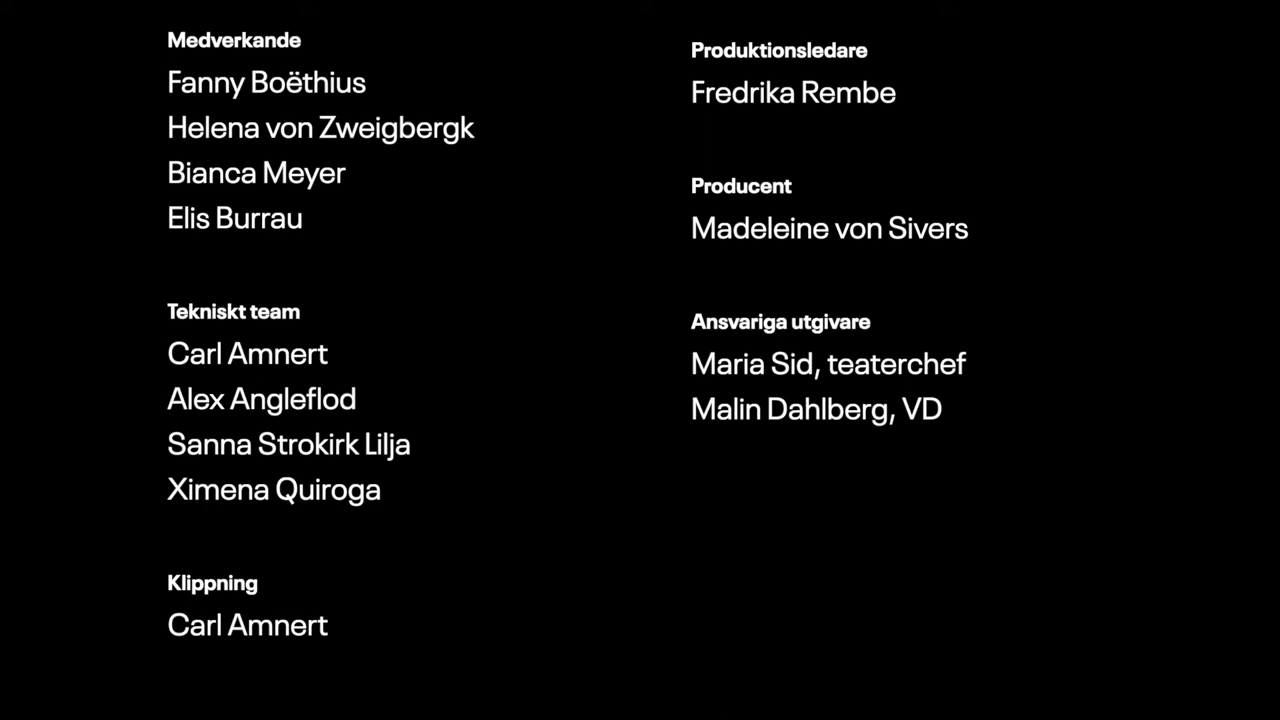 Medverkande
Fanny Boëthius
Helena von Zweigbergk
Bianca Meyer
Elis Burrau
Tekniskt team
Carl Amnert
Alex Angleflod
Sanna Strokirk Lilja
Ximena Quiroga
Klippning
Carl Amnert
Produktionsledare
Fredrika Rembe
Producent
Madeleine von Sivers
Ansvariga utgivare
Maria Sid, teaterchef
Malin Dahlberg, VD